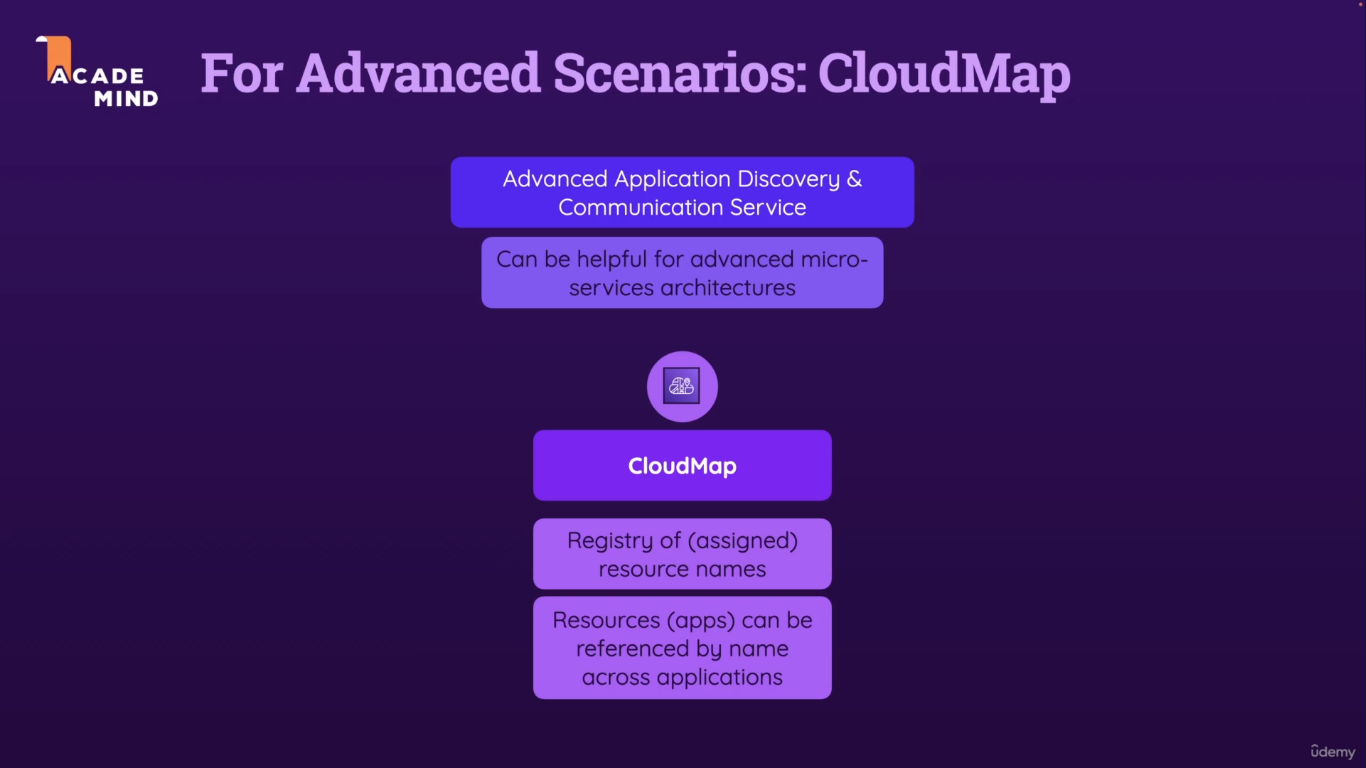 ACADE
MIND
For Advanced Scenarios: CloudMap
Advanced Application Discovery &
Communication Service
Can be helpful for advanced micro-
services architectures
CloudMap
Registry of (assigned)
resource names
Resources (apps) can be
referenced by name
across applications
ûdemy